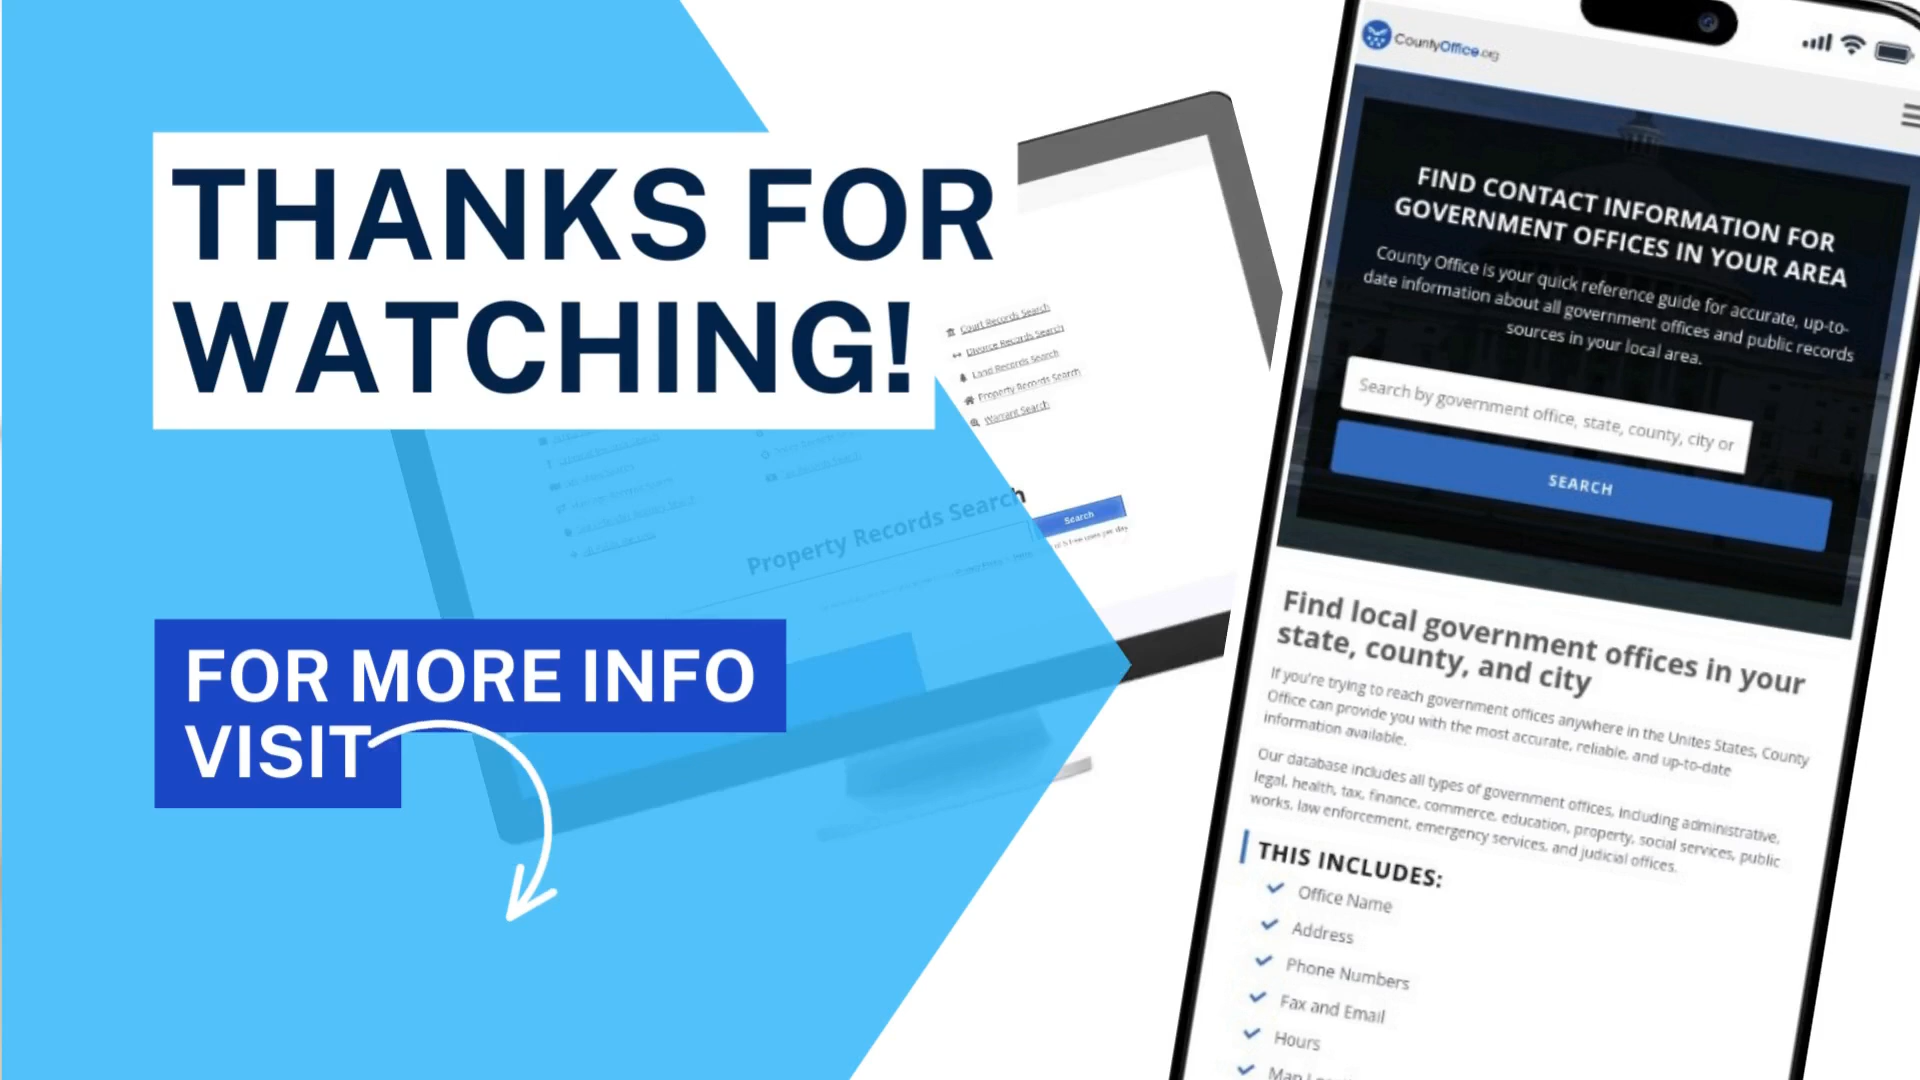 THANKS FOR
WATCHING!
FOR MORE INFO
VISIT
Court Records Search
Divorce Records Search
Land Records Search
Property Records Search
Warrant Search
Property Records Search
Search
of 5 free uses per day
CountyOffice.org
FIND CONTACT INFORMATION FOR
GOVERNMENT OFFICES IN YOUR AREA
County Office is your quick reference guide for accurate, up-to-
date information about all government offices and public records
sources in your local area.
Search by government office, state, county, city or
SEARCH
Find local government offices in your
state, county, and city
If you're trying to reach government offices anywhere in the Unites States, County
Office can provide you with the most accurate, reliable, and up-to-date
information available.
Our database includes all types of government offices, including administrative,
legal, health, tax, finance, commerce, education, property, social services, public
works, law enforcement, emergency services, and judicial offices.
THIS INCLUDES:
Office Name
Address
Phone Numbers
Fax and Email
Hours